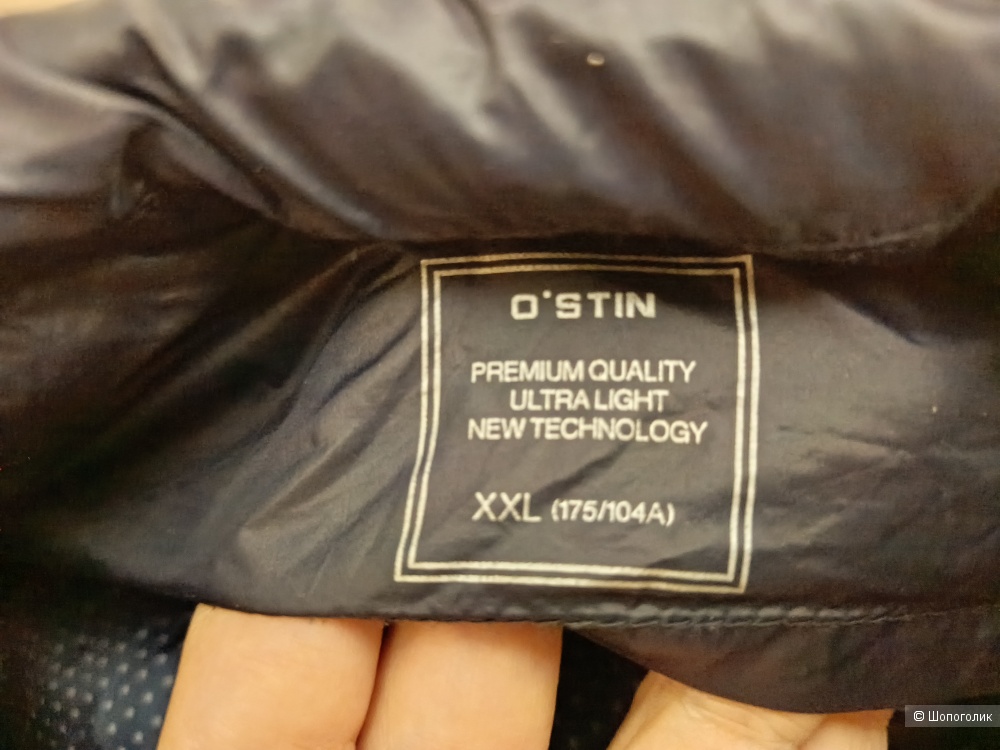 O'STIN
PREMIUM QUALITY
ULTRA LIGHT
NEW TECHNOLOGY
XXL (175/104A)
© Шопоголик